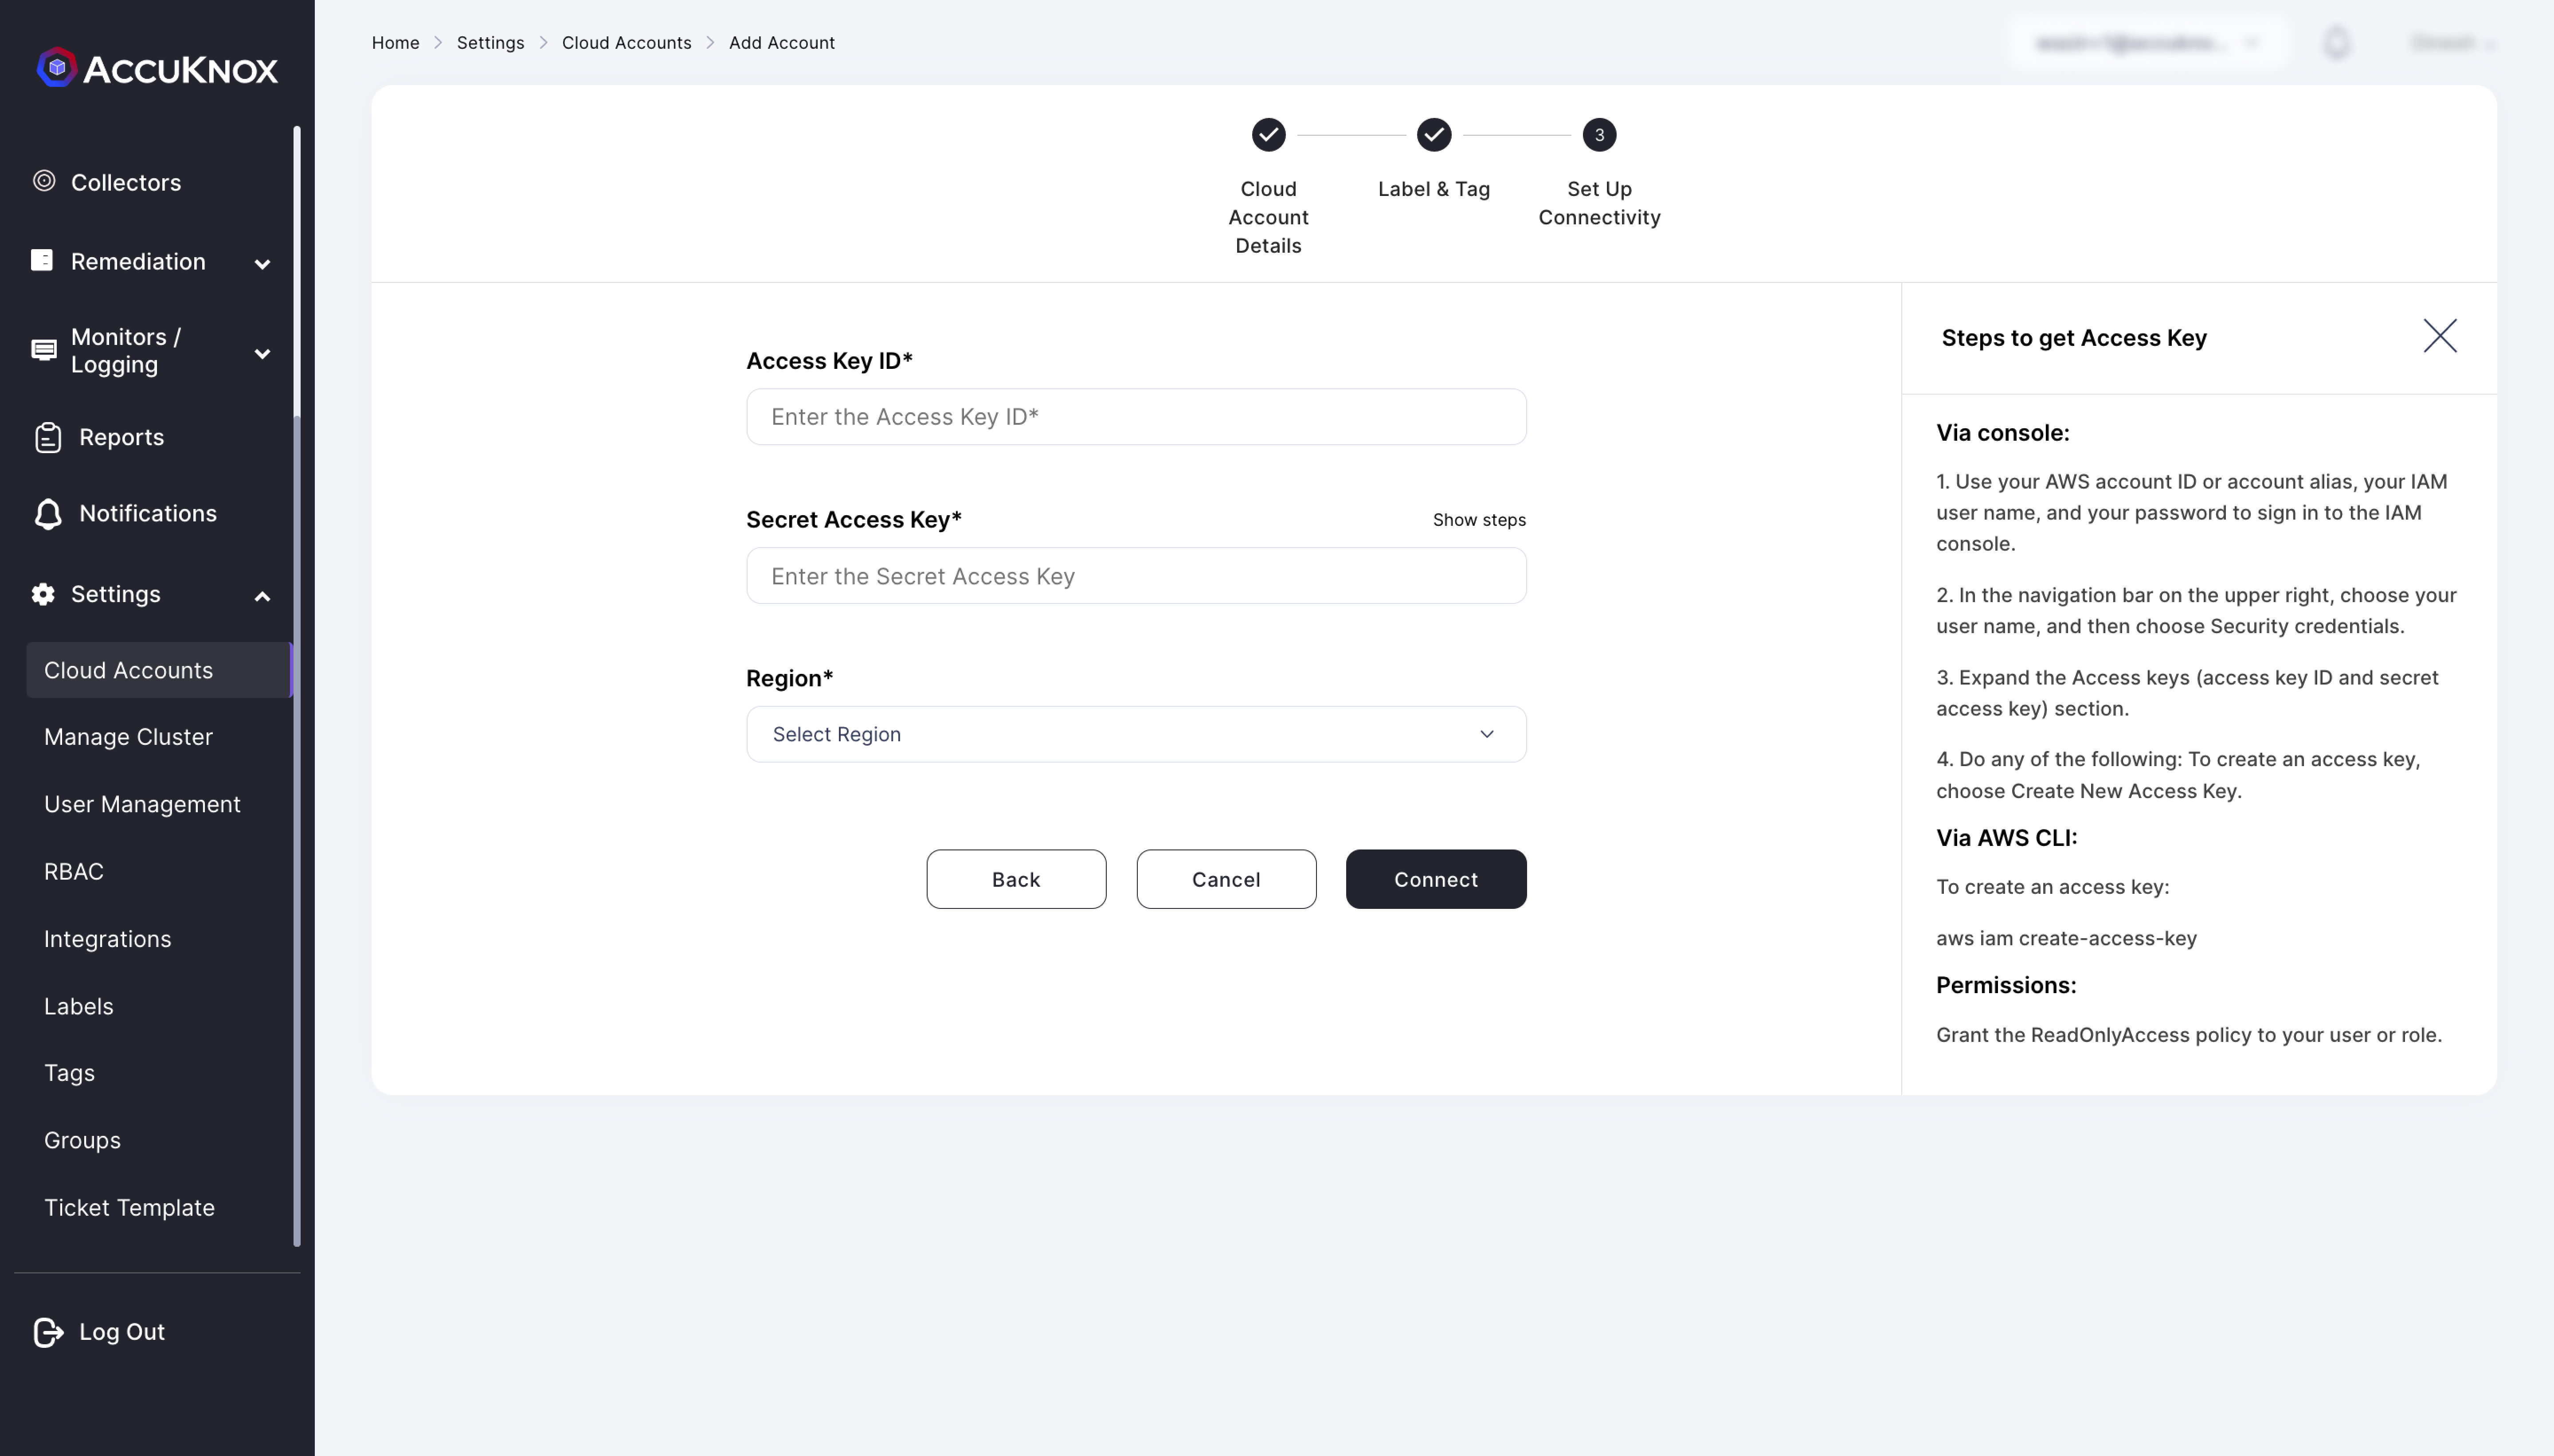 ACCUKNOX
Collectors
Remediation
Monitors /
Logging
Reports
Notifications
Settings
Cloud Accounts
Manage Cluster
User Management
RBAC
Integrations
Labels
Tags
Groups
Ticket Template
Log Out
Home > Settings > Cloud Accounts > Add Account
3
Cloud
Account
Details
Label & Tag
Set Up
Connectivity
Access Key ID*
Enter the Access Key ID*
Secret Access Key*
Show steps
Enter the Secret Access Key
Region*
Select Region
Back
Cancel
Connect
Steps to get Access Key
Via console:
1. Use your AWS account ID or account alias, your IAM
user name, and your password to sign in to the IAM
console.
2. In the navigation bar on the upper right, choose your
user name, and then choose Security credentials.
3. Expand the Access keys (access key ID and secret
access key) section.
4. Do any of the following: To create an access key,
choose Create New Access Key.
Via AWS CLI:
To create an access key:
aws iam create-access-key
Permissions:
Grant the ReadOnlyAccess policy to your user or role.